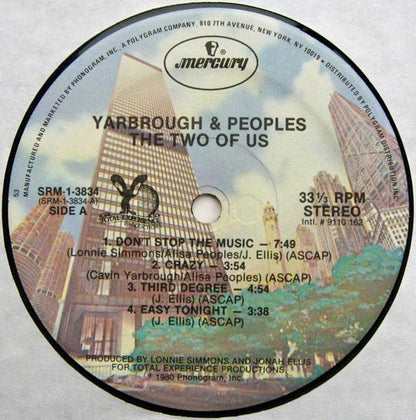 MANUFACTURED AND MARKETED BY PHONOGRAM, INC., A POLYGRAM COMPANY, 810 7TH AVENUE, NEW YORK, N.Y. 10019 • DISTRIBUTED BY POLYGRAM DISTRIBUTION, INC.
mercury
YARBROUGH & PEOPLES
THE TWO OF US
53
SRM-1-3834
(SRM-1-3834-A)
SIDE A
TOTAL EXPERIENCE
33⅓ RPM
STEREO
Intl. # 9110 162
1. DON'T STOP THE MUSIC — 7:49
(Lonnie Simmons/Alisa Peoples/J. Ellis) (ASCAP)
2. CRAZY — 3:54
(Cavin Yarbrough/Alisa Peoples) (ASCAP)
3. THIRD DEGREE — 4:54
(J. Ellis) (ASCAP)
4. EASY TONIGHT — 3:38
(J. Ellis) (ASCAP)
PRODUCED BY LONNIE SIMMONS AND JONAH ELLIS
FOR TOTAL EXPERIENCE PRODUCTIONS
℗ 1980 Phonogram, Inc.